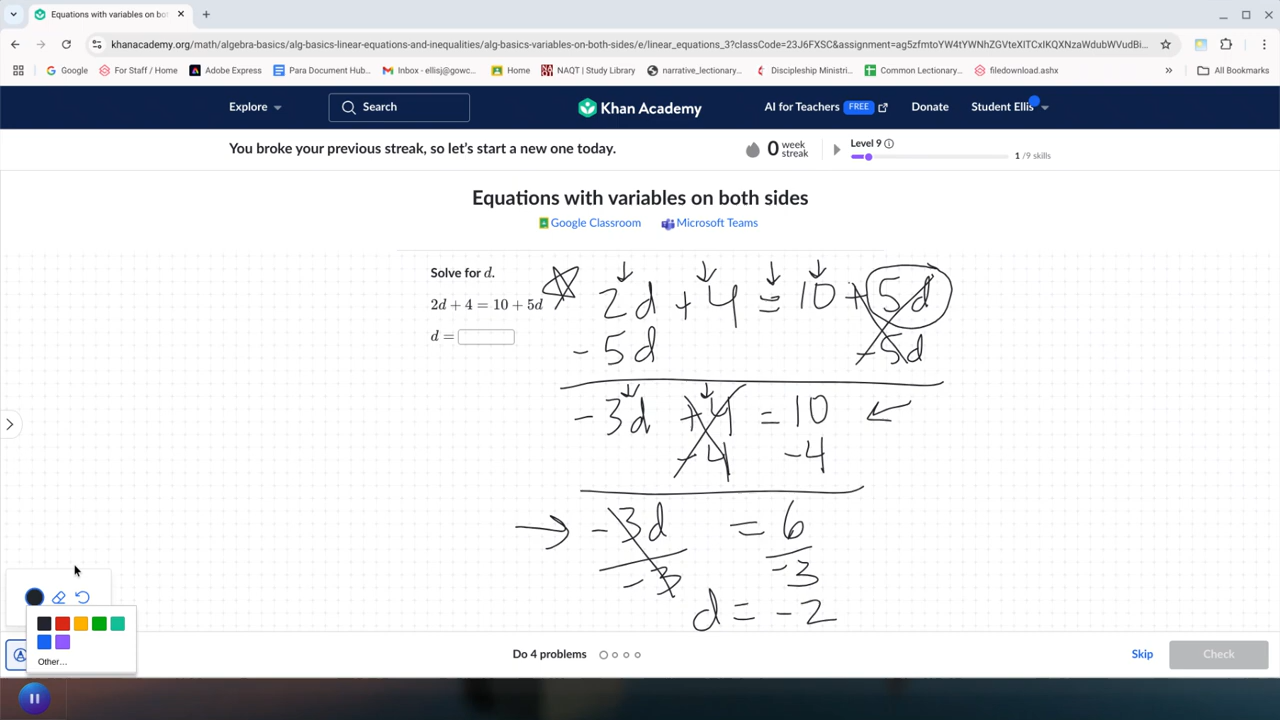 Equations with variables on bot
khanacademy.org/math/algebra-basics/alg-basics-linear-equations-and-inequalities/alg-basics-variables-on-both-sides/e/linear_equations_3?classCode=23J6FXSC&assignment=ag5zfmtoYW4tYWNhZGVteXITCxIKQXNzaWdubWVudBi...
Google For Staff / Home Adobe Express Para Document Hub... Inbox - ellisj@gowc... Home NAQT | Study Library narrative_lectionary... Discipleship Ministri... Common Lectionary... filedownload.ashx » All Bookmarks
Explore Search Khan Academy AI for Teachers FREE Donate Student Ellis
You broke your previous streak, so let's start a new one today. 0 week streak Level 9 1 /9 skills
Equations with variables on both sides
Google Classroom Microsoft Teams
Solve for d.
2d + 4 = 10 + 5d
d =
2d + 4 = 10 + 5d
- 5d -5d
- 3d +4 = 10
-4 -4
-3d = 6
-3 -3
d = -2
Other...
Do 4 problems Skip Check